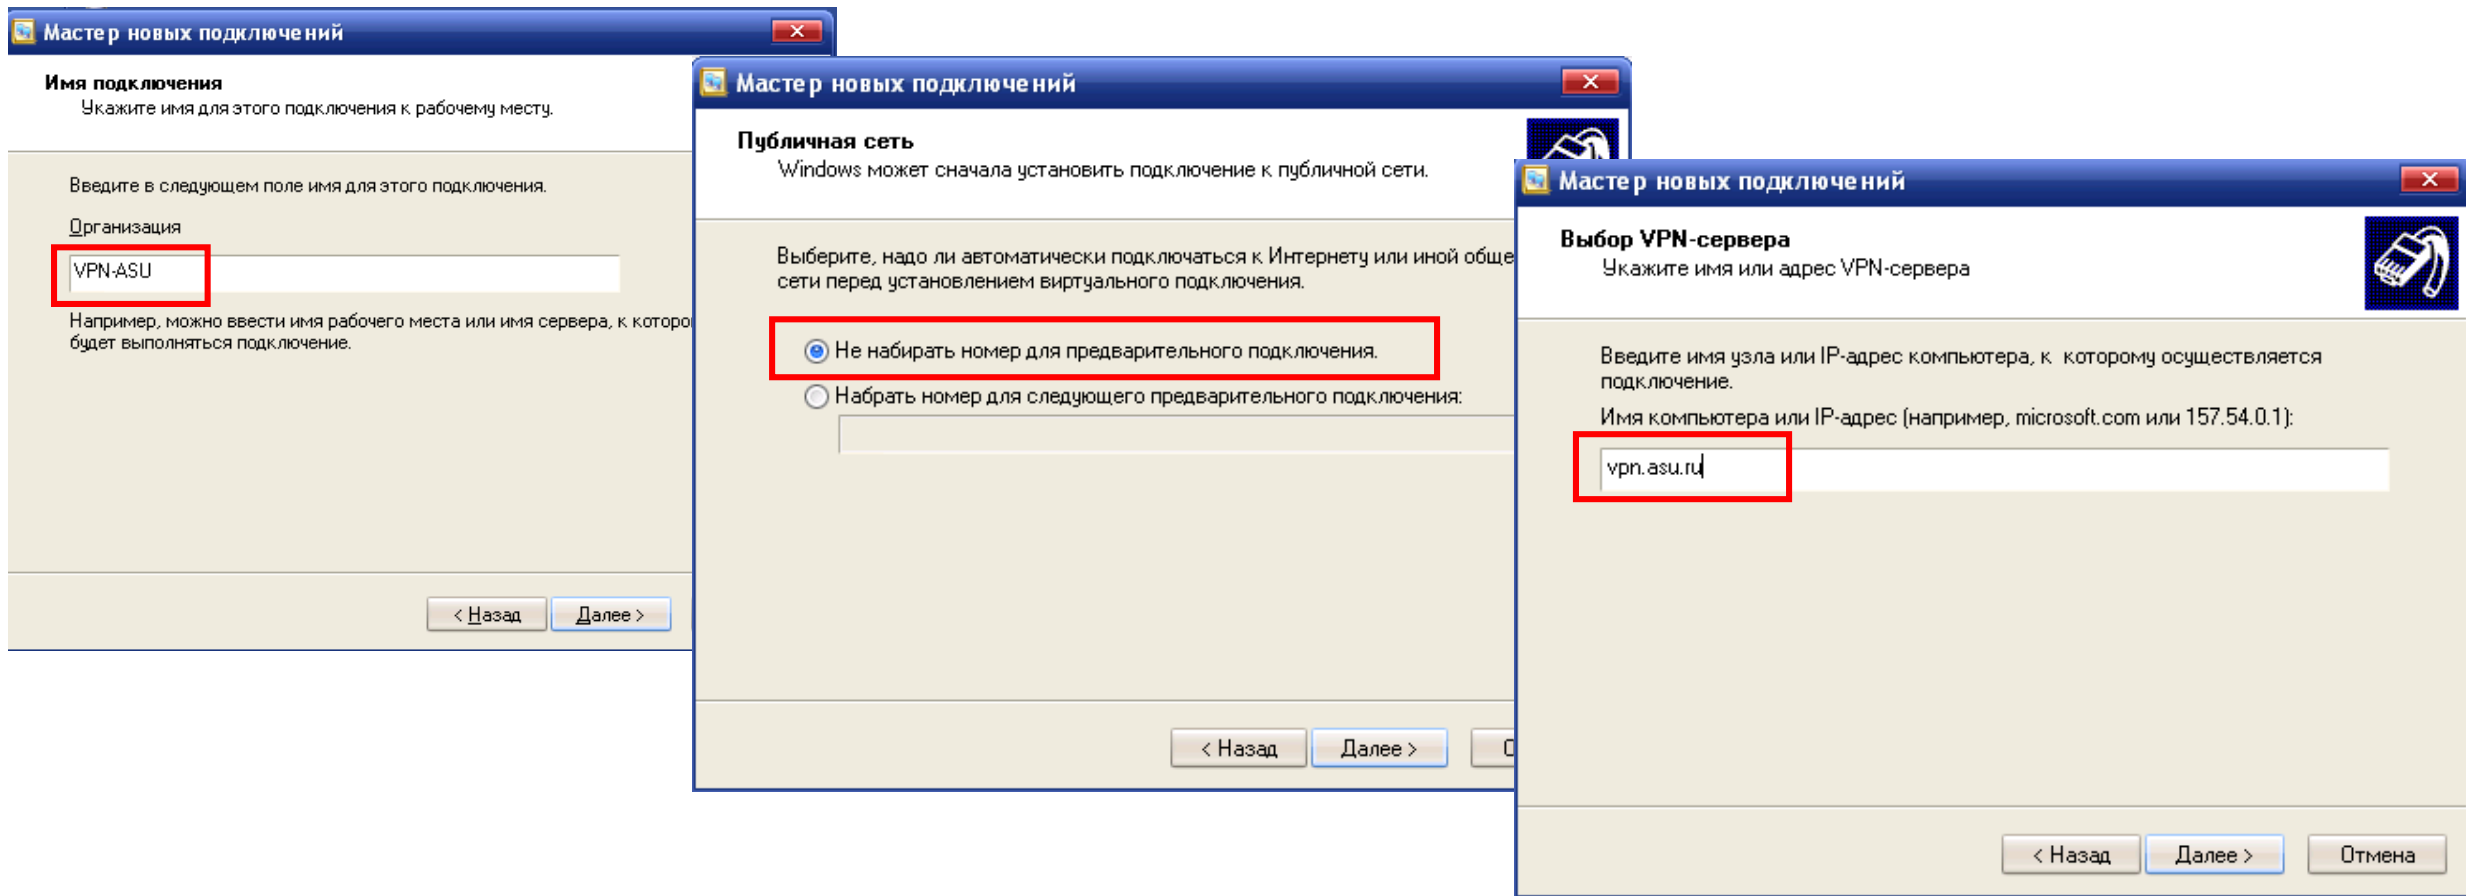 Мастер новых подключений
Имя подключения
Укажите имя для этого подключения к рабочему месту.
Введите в следующем поле имя для этого подключения.
Организация
VPN-ASU
Например, можно ввести имя рабочего места или имя сервера, к
будет выполняться подключение.
< Назад
Далее >
Мастер новых подключений
Публичная сеть
Windows может сначала установить подключение к публичной сети.
Выберите, надо ли автоматически подключаться к Интернету или иной
сети перед установлением виртуального подключения.
Не набирать номер для предварительного подключения.
Набрать номер для следующего предварительного подключения:
< Назад
Далее >
Мастер новых подключений
Выбор VPN-сервера
Укажите имя или адрес VPN-сервера
Введите имя узла или IP-адрес компьютера, к которому осуществляется
подключение.
Имя компьютера или IP-адрес (например, microsoft.com или 157.54.0.1):
vpn.asu.ru
< Назад
Далее >
Отмена